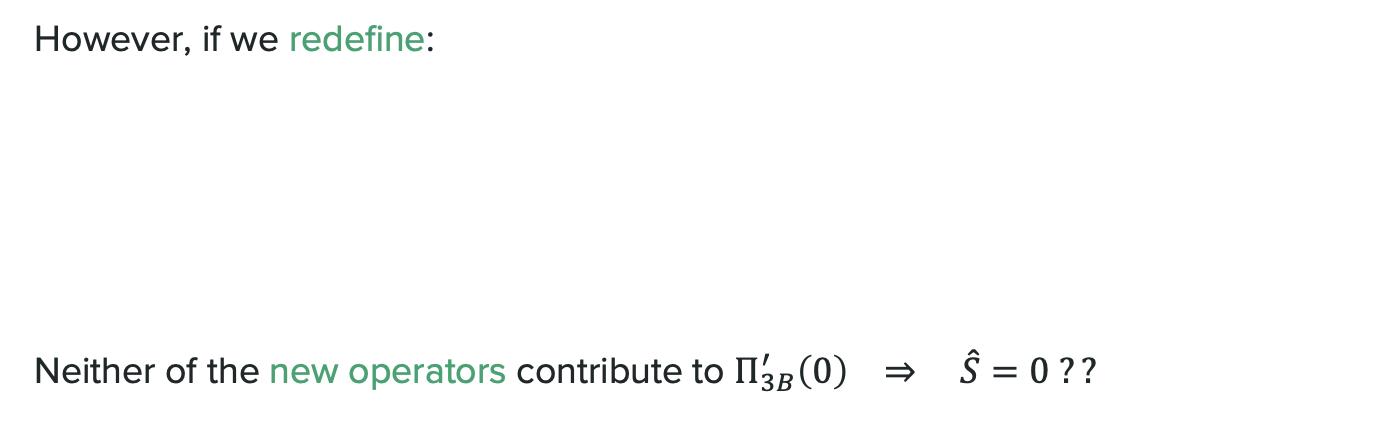 However, if we redefine:
Neither of the new operators contribute to Π′₃B(0) ⇒ Ŝ = 0 ??